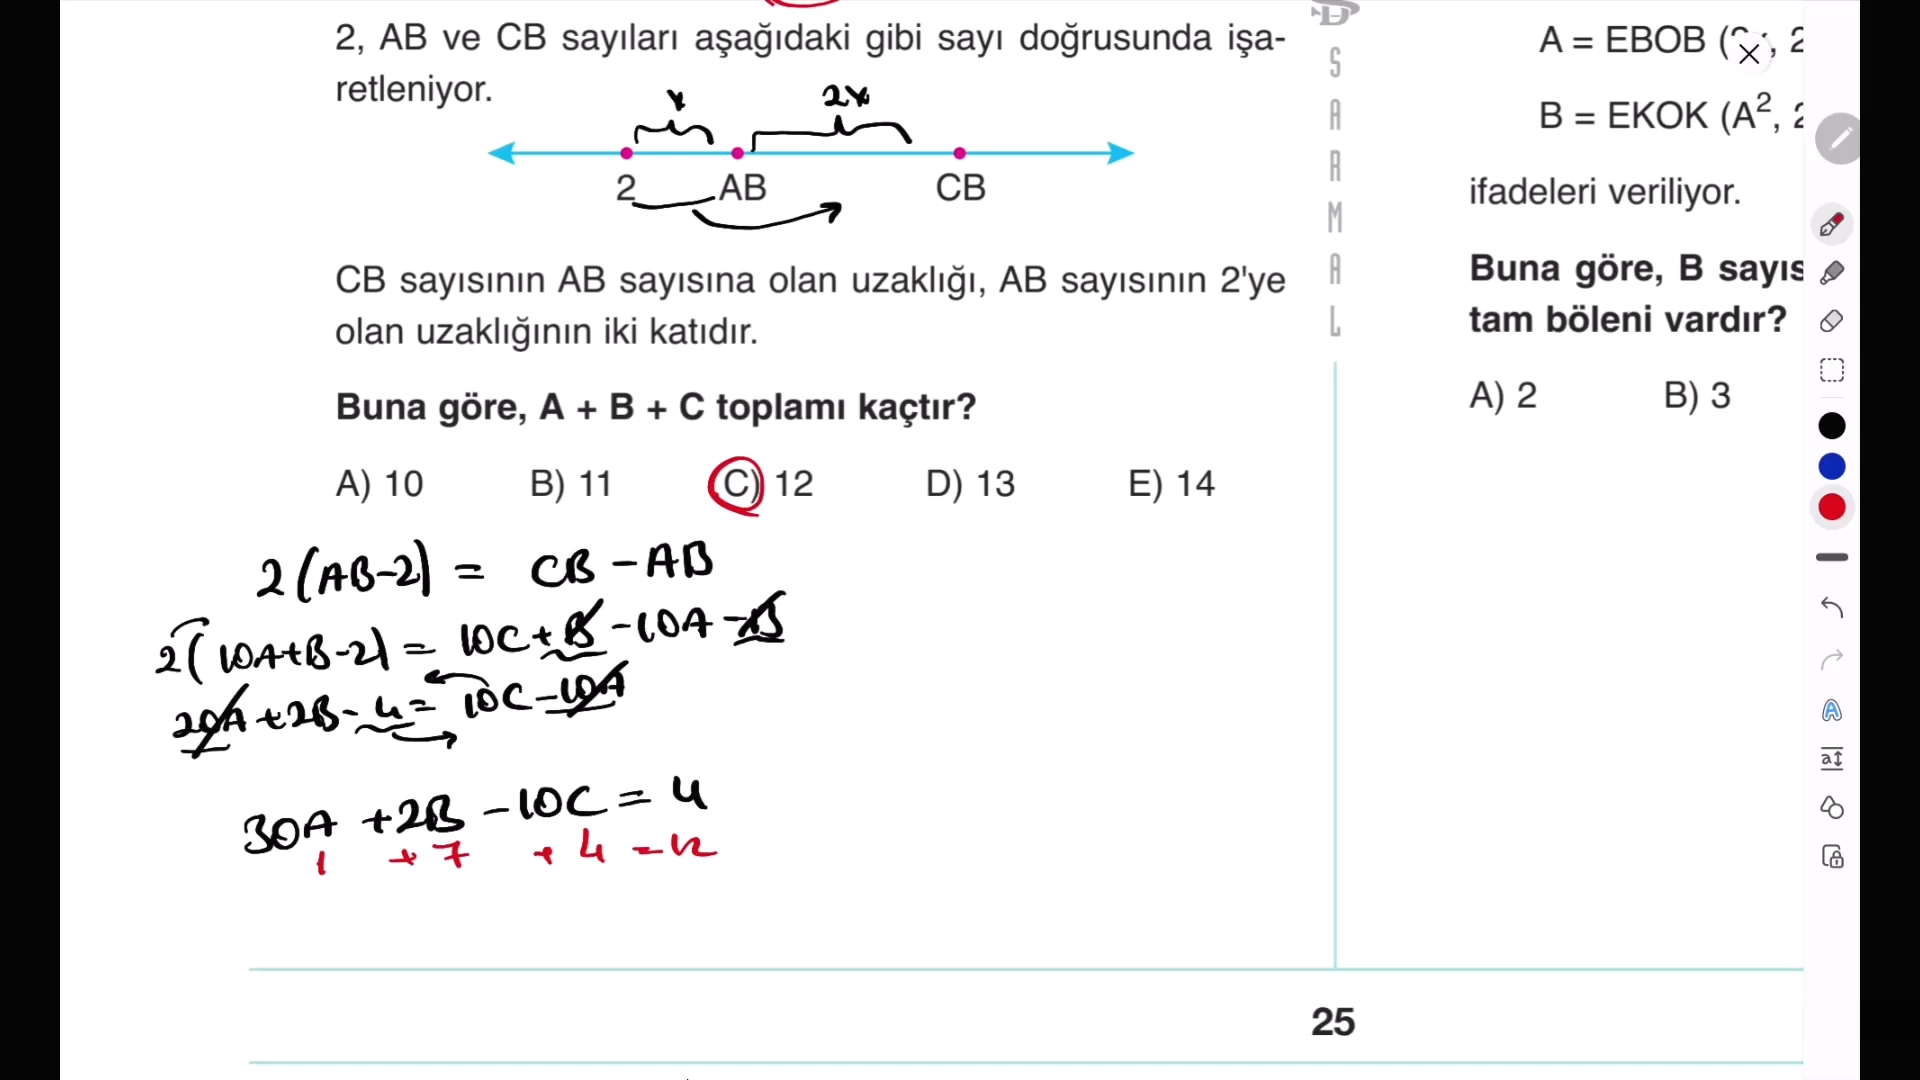 2, AB ve CB sayıları aşağıdaki gibi sayı doğrusunda işa-
retleniyor.
x 2x
2 AB CB
CB sayısının AB sayısına olan uzaklığı, AB sayısının 2'ye
olan uzaklığının iki katıdır.
Buna göre, A + B + C toplamı kaçtır?
A) 10 B) 11 C) 12 D) 13 E) 14
2(AB-2) = CB - AB
2(10A+B-2) = 10C+B-10A-B
20A+2B-4= 10C-10A
30A +2B -10C = 4
1 + 7 + 4 = 12
SARMAL
A = EBOB ( , 2
B = EKOK (A², 2
ifadeleri veriliyor.
Buna göre, B sayıs
tam böleni vardır?
A) 2 B) 3
25